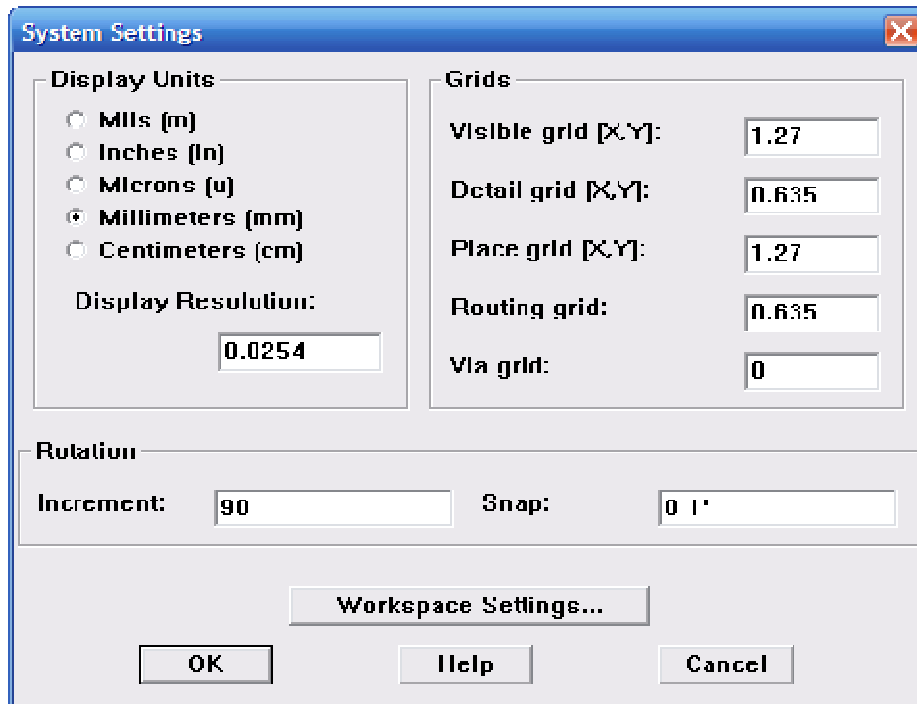 System Settings
Display Units
Mils (m)
Inches (in)
Microns (u)
Millimeters (mm)
Centimeters (cm)
Display Resolution:
0.0254
Grids
Visible grid [X,Y]:
1.27
Detail grid [X,Y]:
0.635
Place grid [X,Y]:
1.27
Routing grid:
0.635
Via grid:
0
Rotation
Increment:
90
Snap:
Workspace Settings...
OK
Help
Cancel